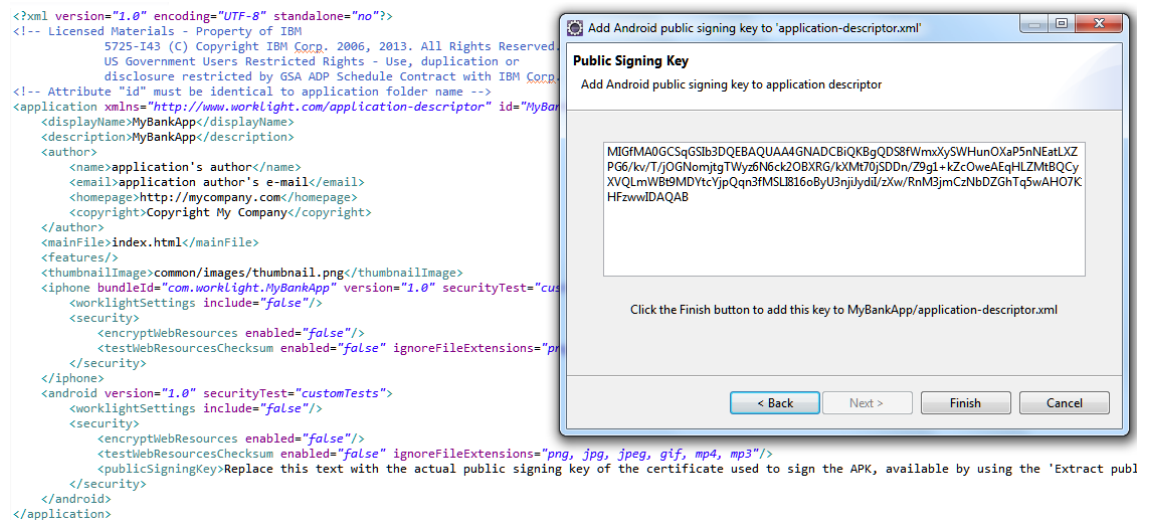 <?xml version="1.0" encoding="UTF-8" standalone="no"?>
<!-- Licensed Materials - Property of IBM
5725-I43 (C) Copyright IBM Corp. 2006, 2013. All Rights Reserved.
US Government Users Restricted Rights - Use, duplication or
disclosure restricted by GSA ADP Schedule Contract with IBM Corp.
<!-- Attribute "id" must be identical to application folder name -->
<application xmlns="http://www.worklight.com/application-descriptor" id="MyBan
<displayName>MyBankApp</displayName>
<description>MyBankApp</description>
<author>
<name>application's author</name>
<email>application author's e-mail</email>
<homepage>http://mycompany.com</homepage>
<copyright>Copyright My Company</copyright>
</author>
<mainFile>index.html</mainFile>
<features/>
<thumbnailImage>common/images/thumbnail.png</thumbnailImage>
<iphone bundleId="com.worklight.MyBankApp" version="1.0" securityTest="cus
<worklightSettings include="false"/>
<security>
<encryptWebResources enabled="false"/>
<testWebResourcesChecksum enabled="false" ignoreFileExtensions="pn
</security>
</iphone>
<android version="1.0" securityTest="customTests">
<worklightSettings include="false"/>
<security>
<encryptWebResources enabled="false"/>
<testWebResourcesChecksum enabled="false" ignoreFileExtensions="png, jpg, jpeg, gif, mp4, mp3"/>
<publicSigningKey>Replace this text with the actual public signing key of the certificate used to sign the APK, available by using the 'Extract publ
</security>
</android>
</application>
Add Android public signing key to 'application-descriptor.xml'
Public Signing Key
Add Android public signing key to application descriptor
MIGfMA0GCSqGSIb3DQEBAQUAA4GNADCBiQKBgQDS8fWmxXySWHunOXaP5nNEatLXZ
PG6/kv/T/jOGNomjtgTWyz6N6ck2OBXRG/kXMt70jSDDn/Z9g1+kZcOweAEqHLZMtBQCy
XVQLmWBt9MDYtcYjpQqn3fMSLI816oByU3njiUydiI/zXw/RnM3jmCzNbDZGhTq5wAHO7K
HFzwwIDAQAB
Click the Finish button to add this key to MyBankApp/application-descriptor.xml
< Back
Next >
Finish
Cancel